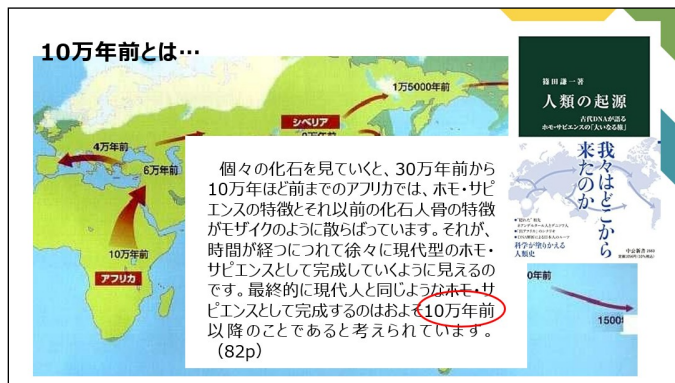 10万年前とは…
篠田謙一著
人類の起源
古代DNAが語る
ホモ・サピエンスの「大いなる旅」
我々はどこから
来たのか
科学が塗りかえる
人類史
1万5000年前
シベリア
4万年前
6万年前
10万年前
アフリカ
個々の化石を見ていくと、30万年前から
10万年ほど前までのアフリカでは、ホモ・サピ
エンスの特徴とそれ以前の化石人骨の特徴
がモザイクのように散らばっています。それが、
時間が経つにつれて徐々に現代型のホモ・
サピエンスとして完成していくように見えるの
です。最終的に現代人と同じようなホモ・サ
ピエンスとして完成するのはおよそ10万年前
以降のことであると考えられています。
（82p）
0年前
1500